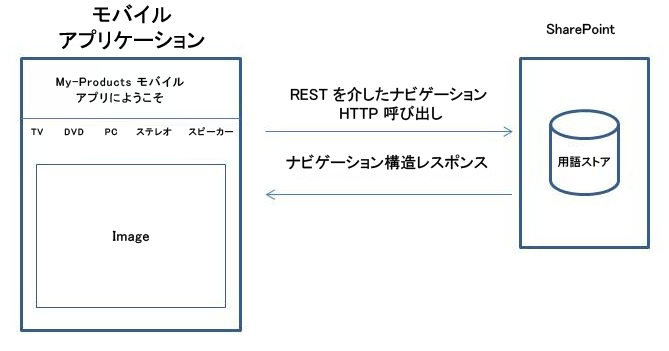 モバイル
アプリケーション
SharePoint
My-Products モバイル
アプリにようこそ
TV DVD PC ステレオ スピーカー
Image
REST を介したナビゲーション
HTTP 呼び出し
ナビゲーション構造レスポンス
用語ストア